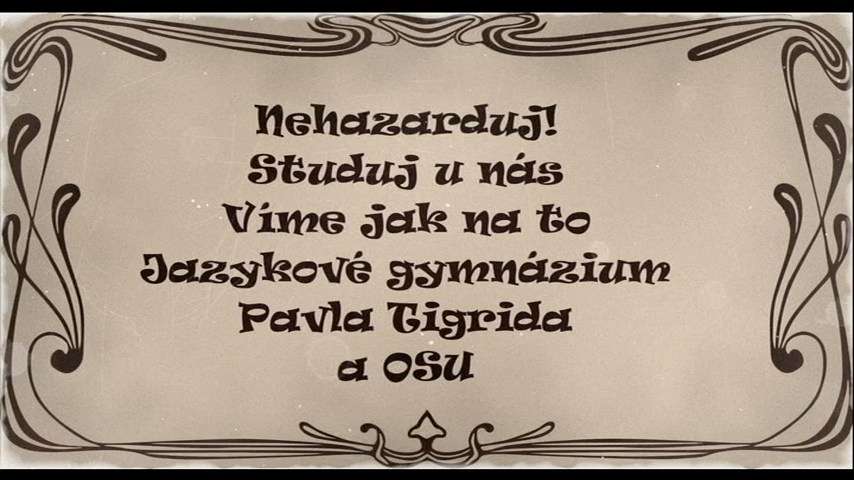 Nehazarduj!
Studuj u nás
Víme jak na to
Jazykové gymnázium
Pavla Tigrida
a OSU